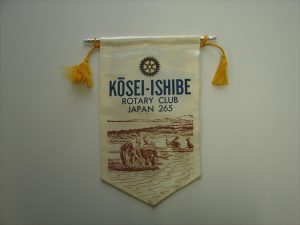 KŌSEI-ISHIBE
ROTARY CLUB
JAPAN 265